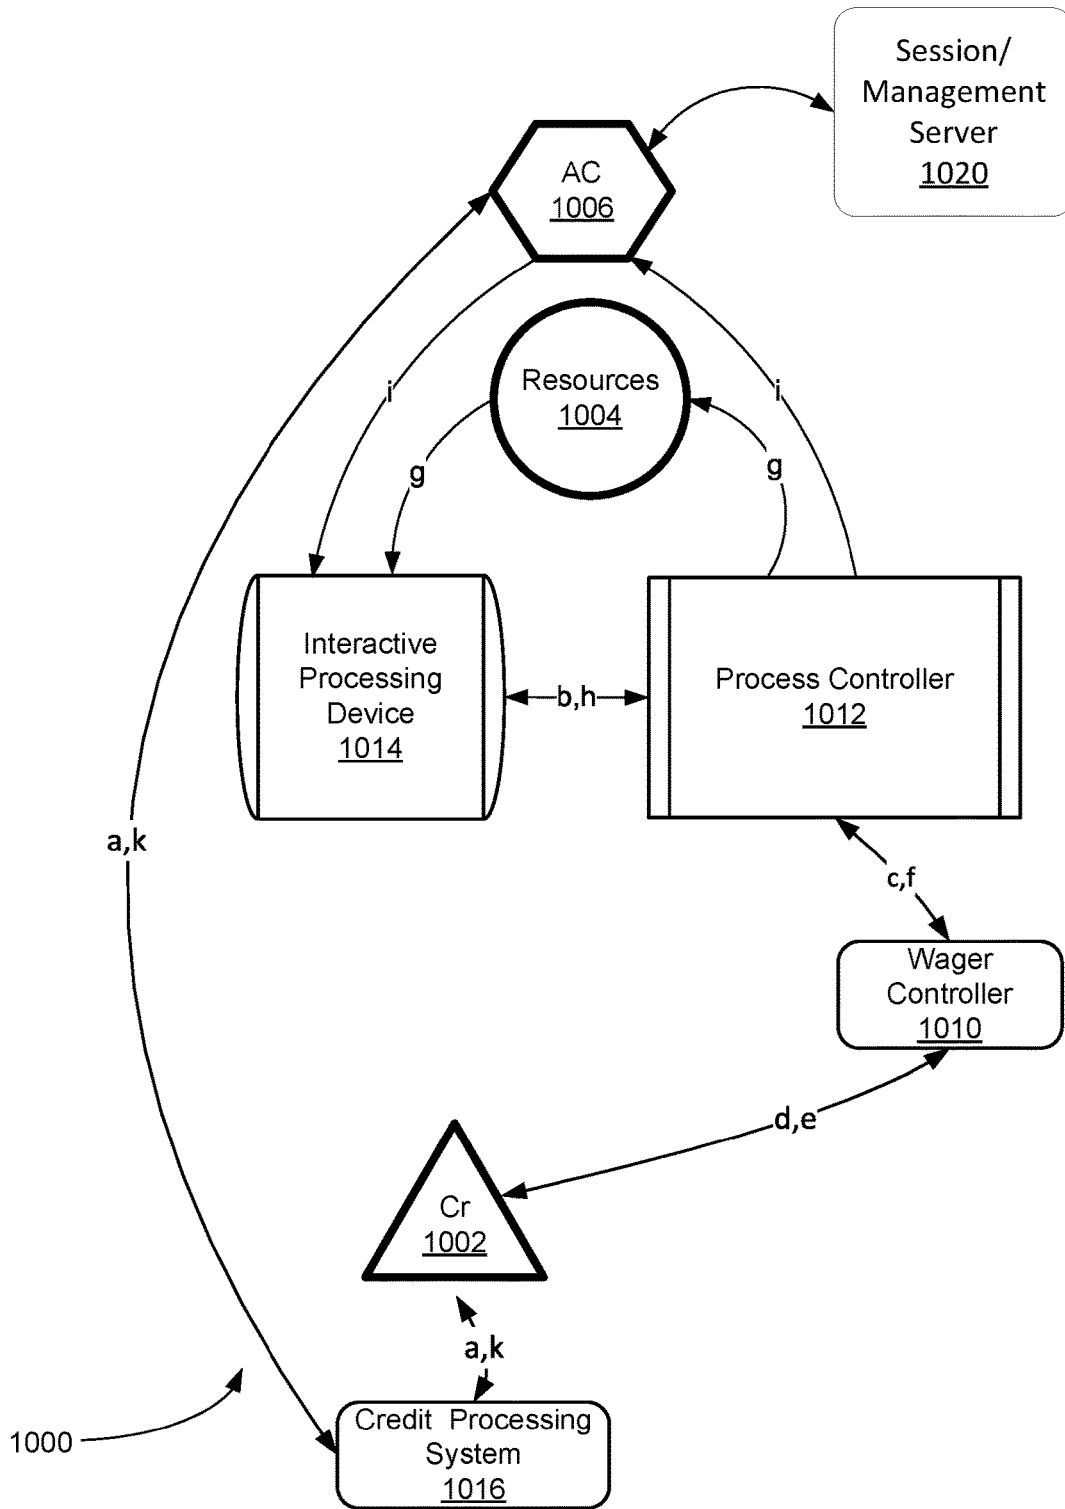 Session/
Management
Server
1020
AC
1006
Resources
1004
i
i
g
g
Interactive
Processing
Device
1014
b,h
Process Controller
1012
a,k
c,f
Wager
Controller
1010
d,e
Cr
1002
a,k
1000
Credit Processing
System
1016